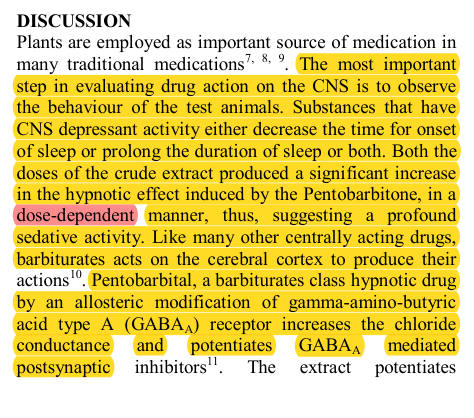 DISCUSSION
Plants are employed as important source of medication in
many traditional medications7, 8, 9. The most important
step in evaluating drug action on the CNS is to observe
the behaviour of the test animals. Substances that have
CNS depressant activity either decrease the time for onset
of sleep or prolong the duration of sleep or both. Both the
doses of the crude extract produced a significant increase
in the hypnotic effect induced by the Pentobarbitone, in a
dose-dependent manner, thus, suggesting a profound
sedative activity. Like many other centrally acting drugs,
barbiturates acts on the cerebral cortex to produce their
actions10. Pentobarbital, a barbiturates class hypnotic drug
by an allosteric modification of gamma-amino-butyric
acid type A (GABAA) receptor increases the chloride
conductance and potentiates GABAA mediated
postsynaptic inhibitors11. The extract potentiates